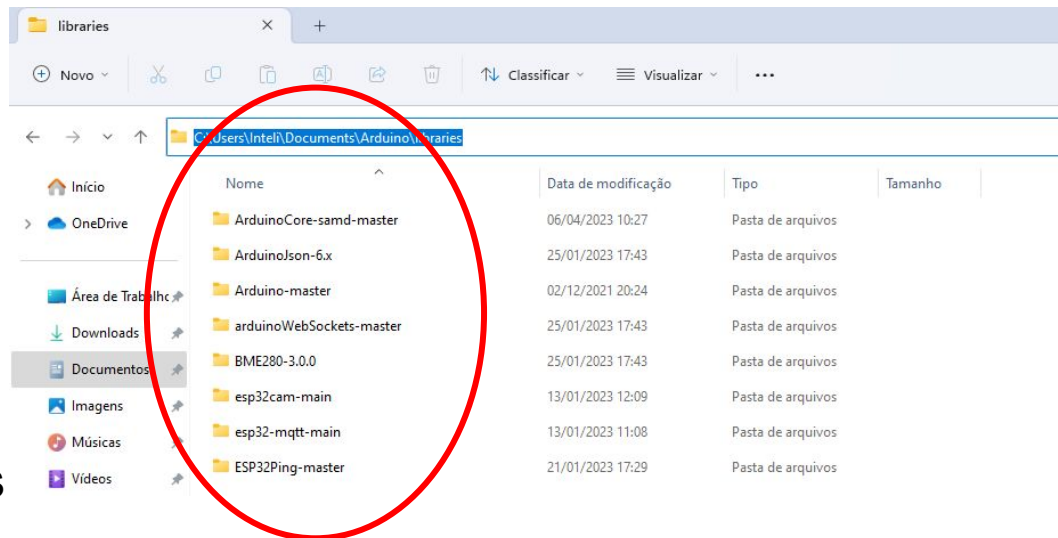 libraries
Novo
Classificar
Visualizar
C:\Users\Inteli\Documents\Arduino\libraries
Início
OneDrive
Área de Trabalhc
Downloads
Documentos
Imagens
Músicas
Vídeos
s
Nome Data de modificação Tipo Tamanho
ArduinoCore-samd-master 06/04/2023 10:27 Pasta de arquivos
ArduinoJson-6.x 25/01/2023 17:43 Pasta de arquivos
Arduino-master 02/12/2021 20:24 Pasta de arquivos
arduinoWebSockets-master 25/01/2023 17:43 Pasta de arquivos
BME280-3.0.0 25/01/2023 17:43 Pasta de arquivos
esp32cam-main 13/01/2023 12:09 Pasta de arquivos
esp32-mqtt-main 13/01/2023 11:08 Pasta de arquivos
ESP32Ping-master 21/01/2023 17:29 Pasta de arquivos